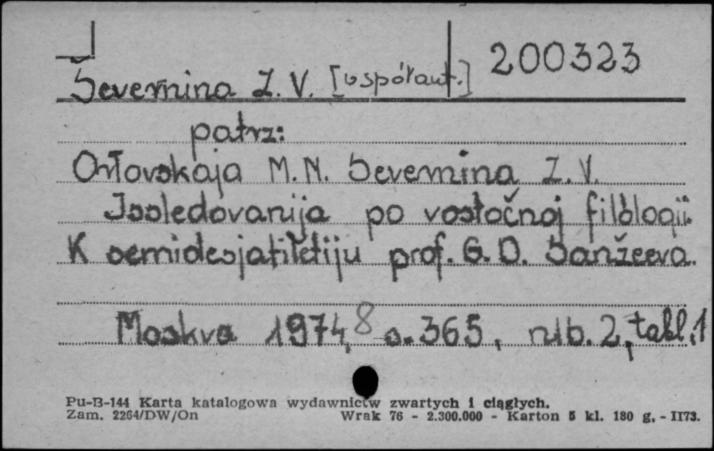 200323
Severnina Z. V. [współaut.]
patrz:
Orłovskaja M. N. Severnina Z. V.
Issledovanija po vostočnoj filologii.
K semidesjatiletiju prof. G. D. Sanžeeva.
Moskva 1974, 8 s. 365, nlb. 2, tabl. 1
Pu-B-144 Karta katalogowa wydawnictw zwartych i ciągłych.
Zam. 2264/DW/On Wrak 76 - 2.300.000 - Karton 5 kl. 180 g. - II73.